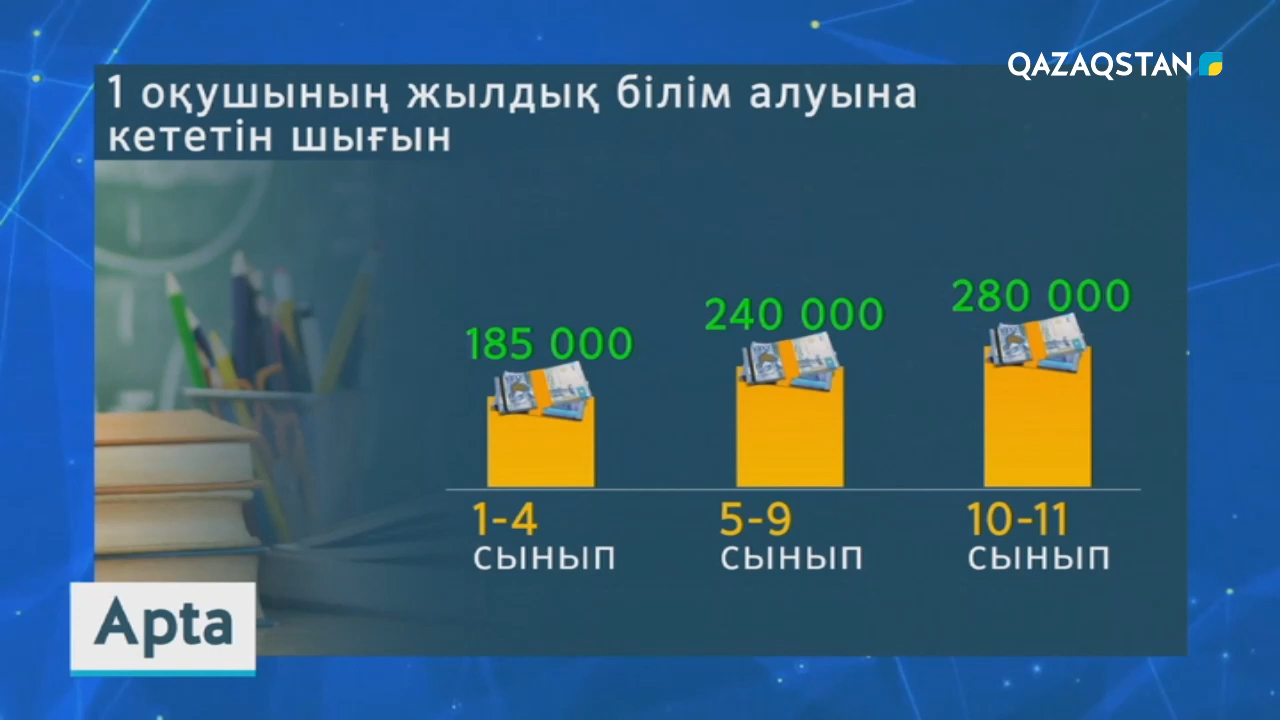 QAZAQSTAN
1 оқушының жылдық білім алуына
кететін шығын
185 000
240 000
280 000
1-4
сынып
5-9
сынып
10-11
сынып
Apta